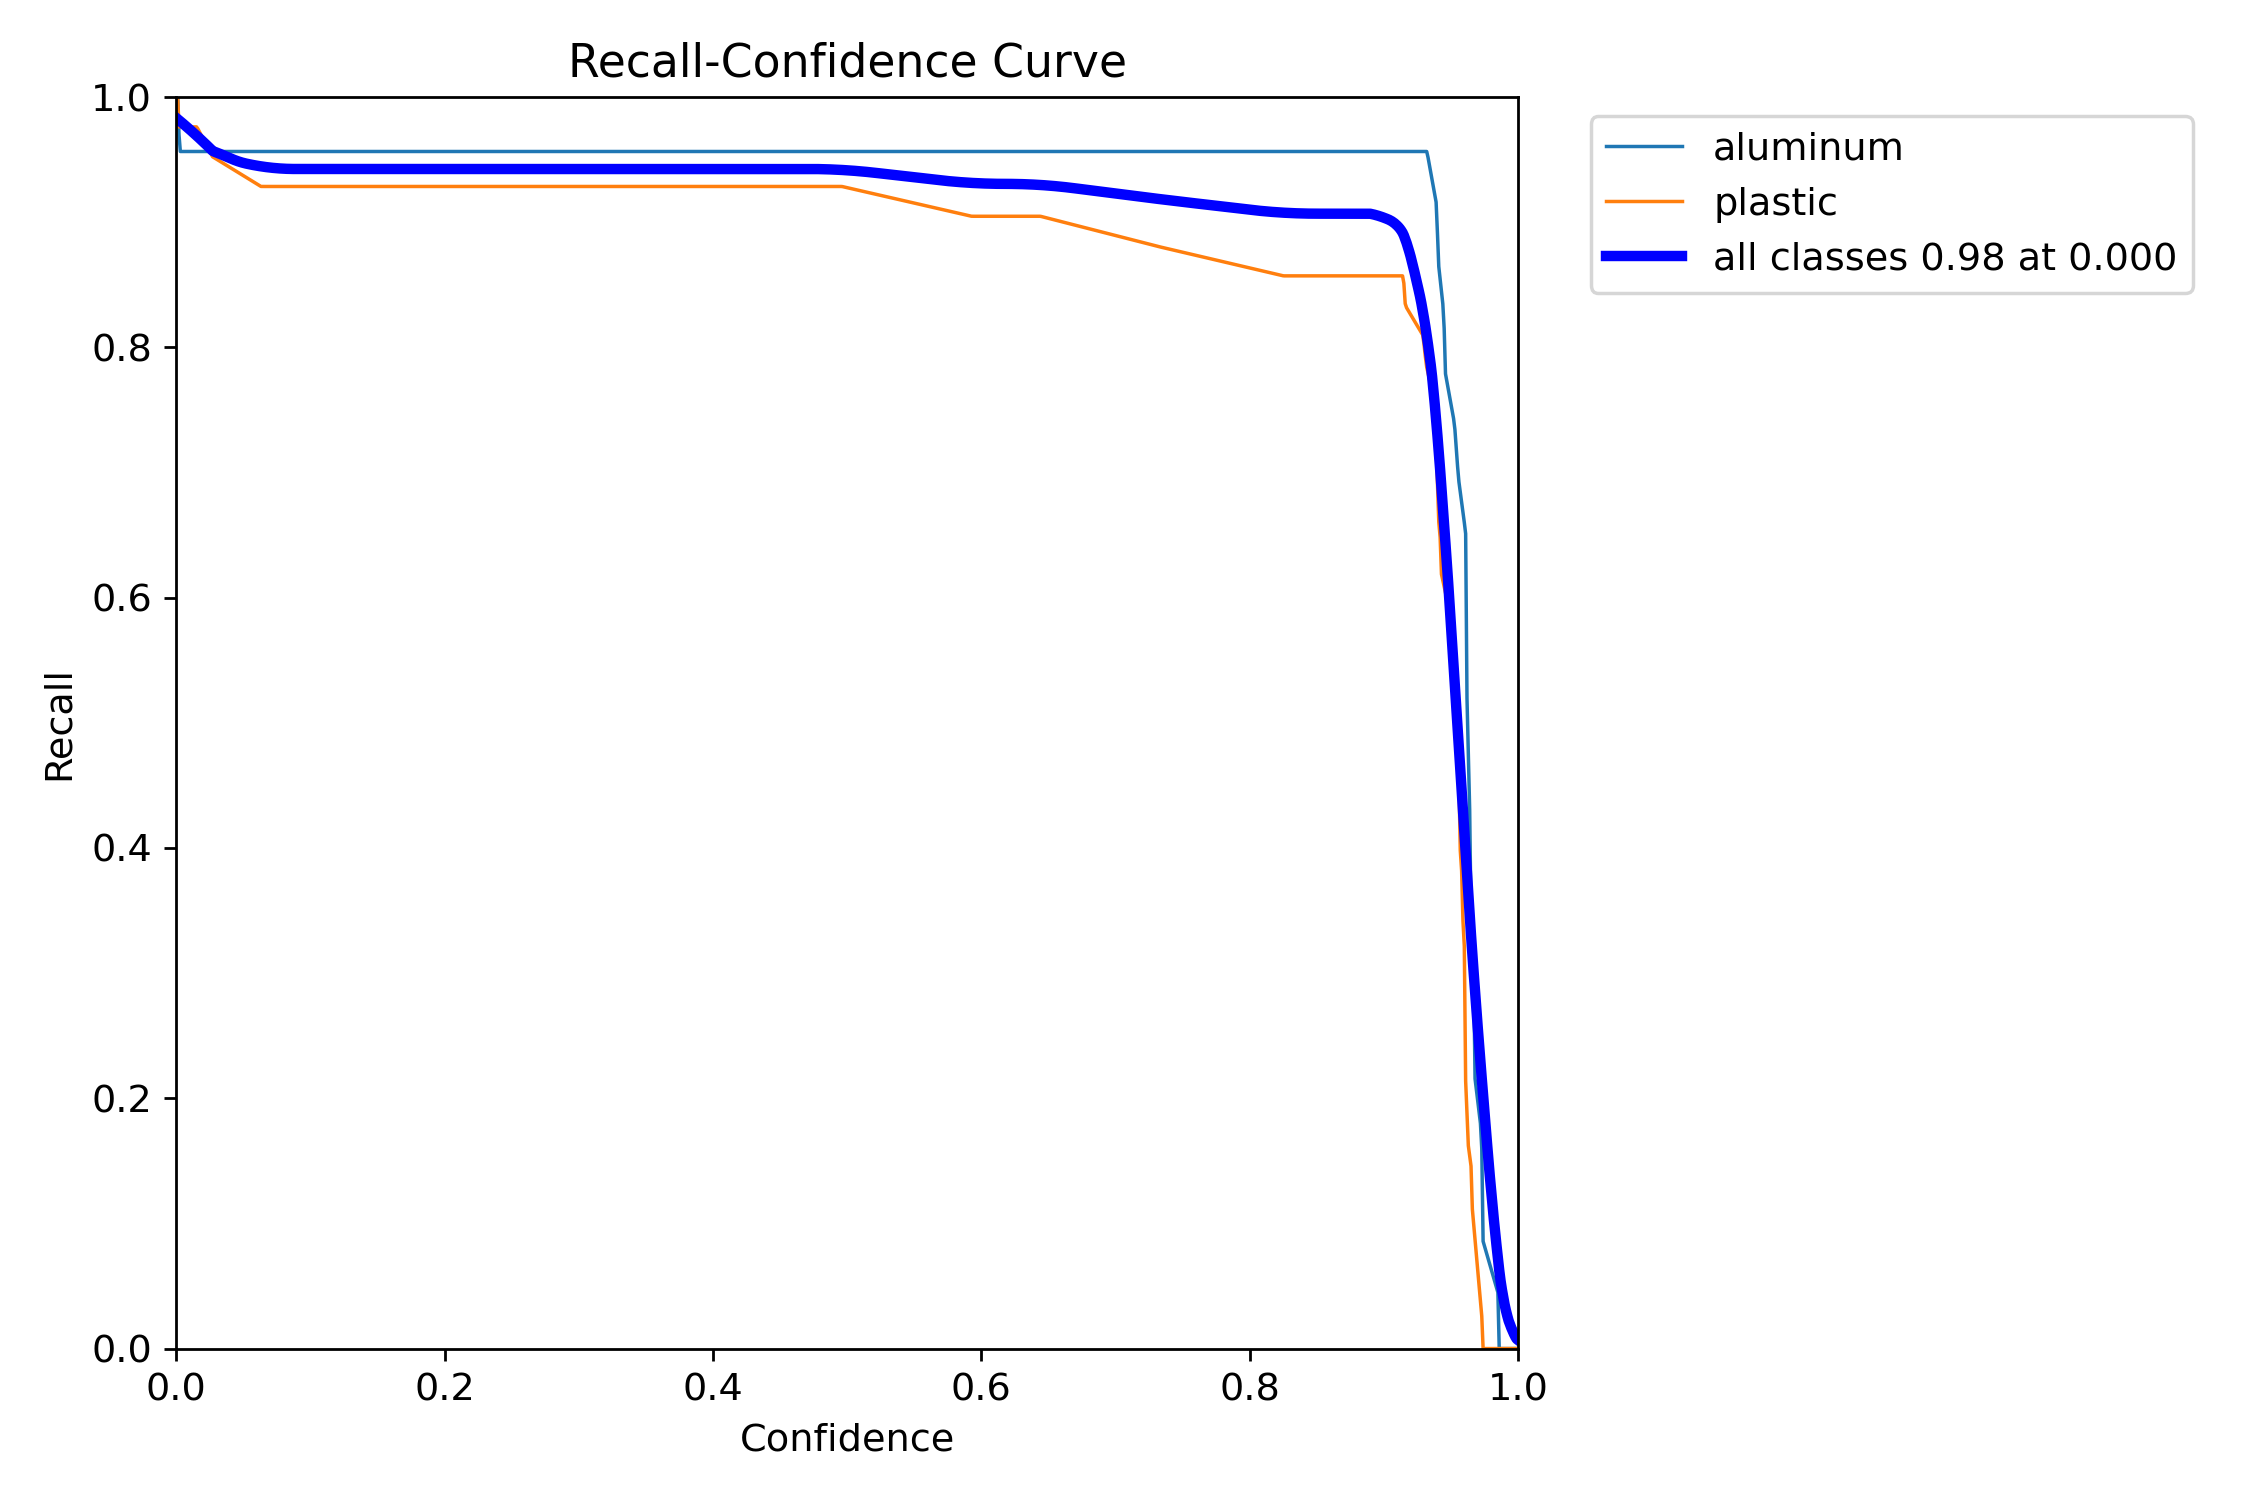 Recall-Confidence Curve
1.0
0.8
0.6
0.4
0.2
0.0
Recall
0.0 0.2 0.4 0.6 0.8 1.0
Confidence
aluminum
plastic
all classes 0.98 at 0.000